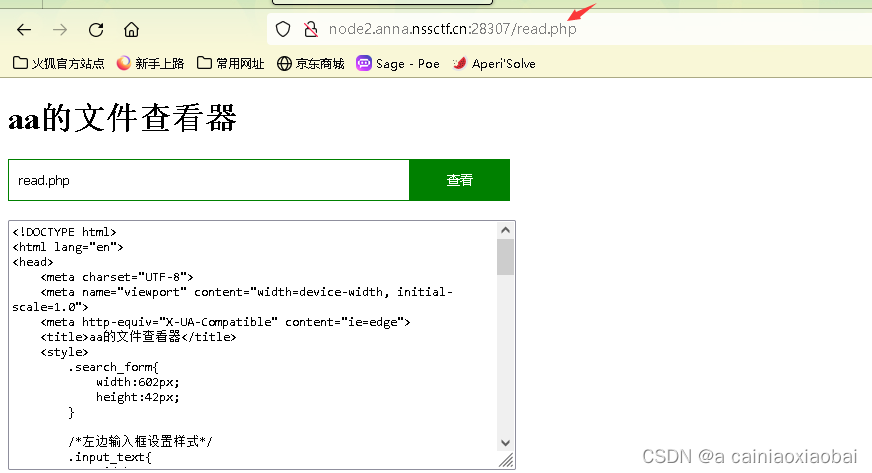 node2.anna.nssctf.cn:28307/read.php
火狐官方站点 新手上路 常用网址 京东商城 Sage - Poe Aperi'Solve
aa的文件查看器
read.php 查看
<!DOCTYPE html>
<html lang="en">
<head>
    <meta charset="UTF-8">
    <meta name="viewport" content="width=device-width, initial-
scale=1.0">
    <meta http-equiv="X-UA-Compatible" content="ie=edge">
    <title>aa的文件查看器</title>
    <style>
        .search_form{
            width:602px;
            height:42px;
        }
        /*左边输入框设置样式*/
        .input_text{
CSDN @a cainiaoxiaobai